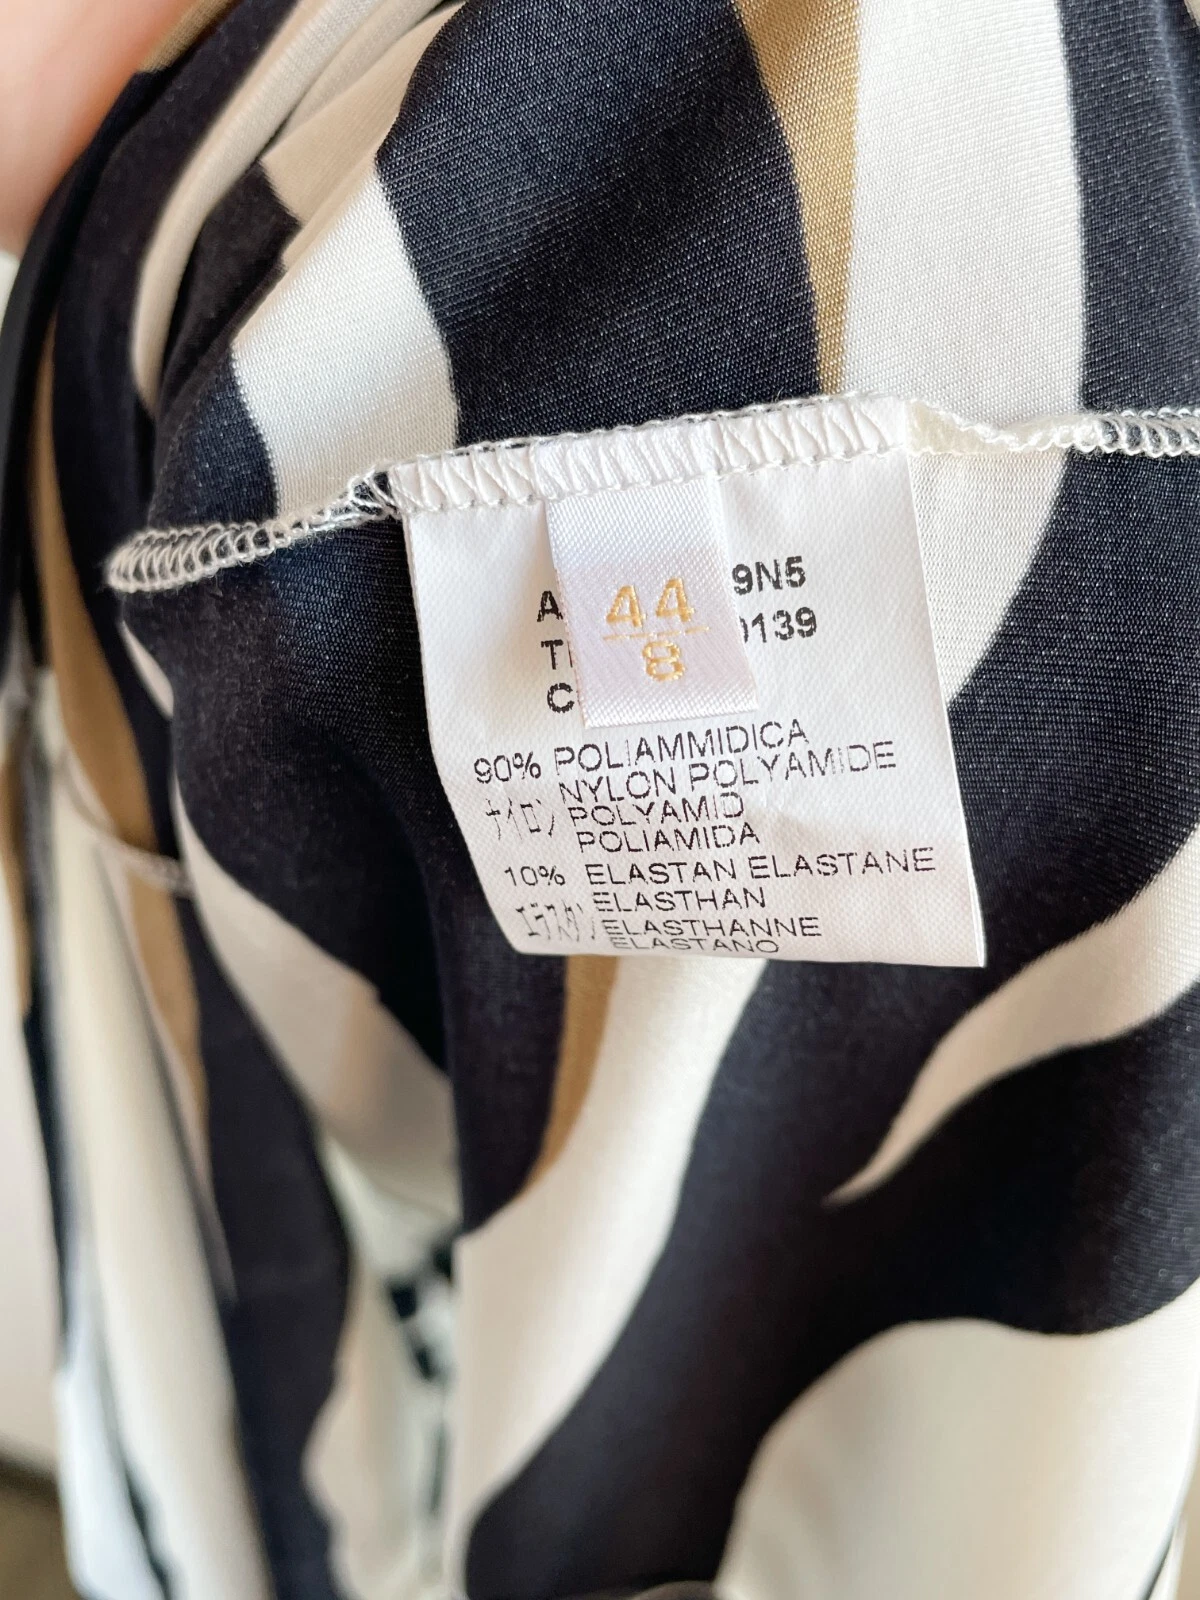 44
8
A 9N5
139
C
90% POLIAMMIDICA
NYLON POLYAMIDE
ナイロン POLYAMID
POLIAMIDA
10% ELASTAN ELASTANE
ELASTHAN
ELASTHANNE
ELASTANO